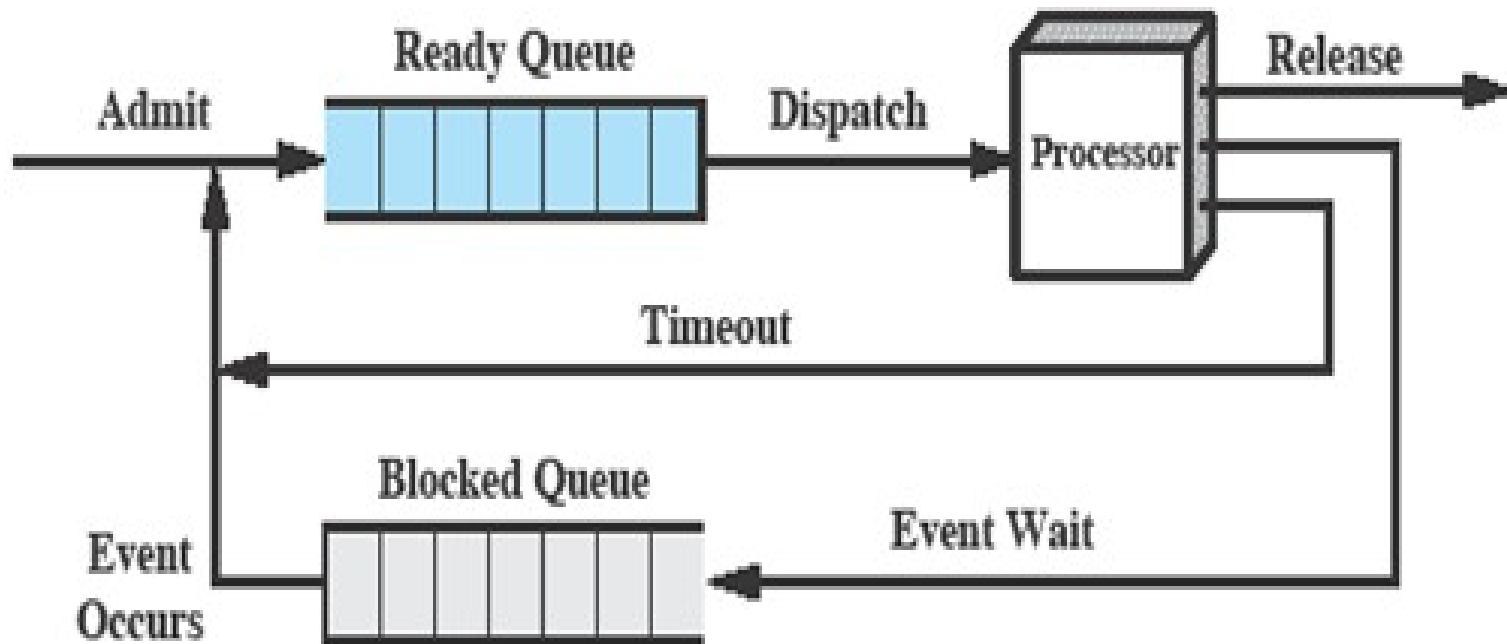 Admit
Ready Queue
Dispatch
Processor
Release
Timeout
Blocked Queue
Event Wait
Event
Occurs